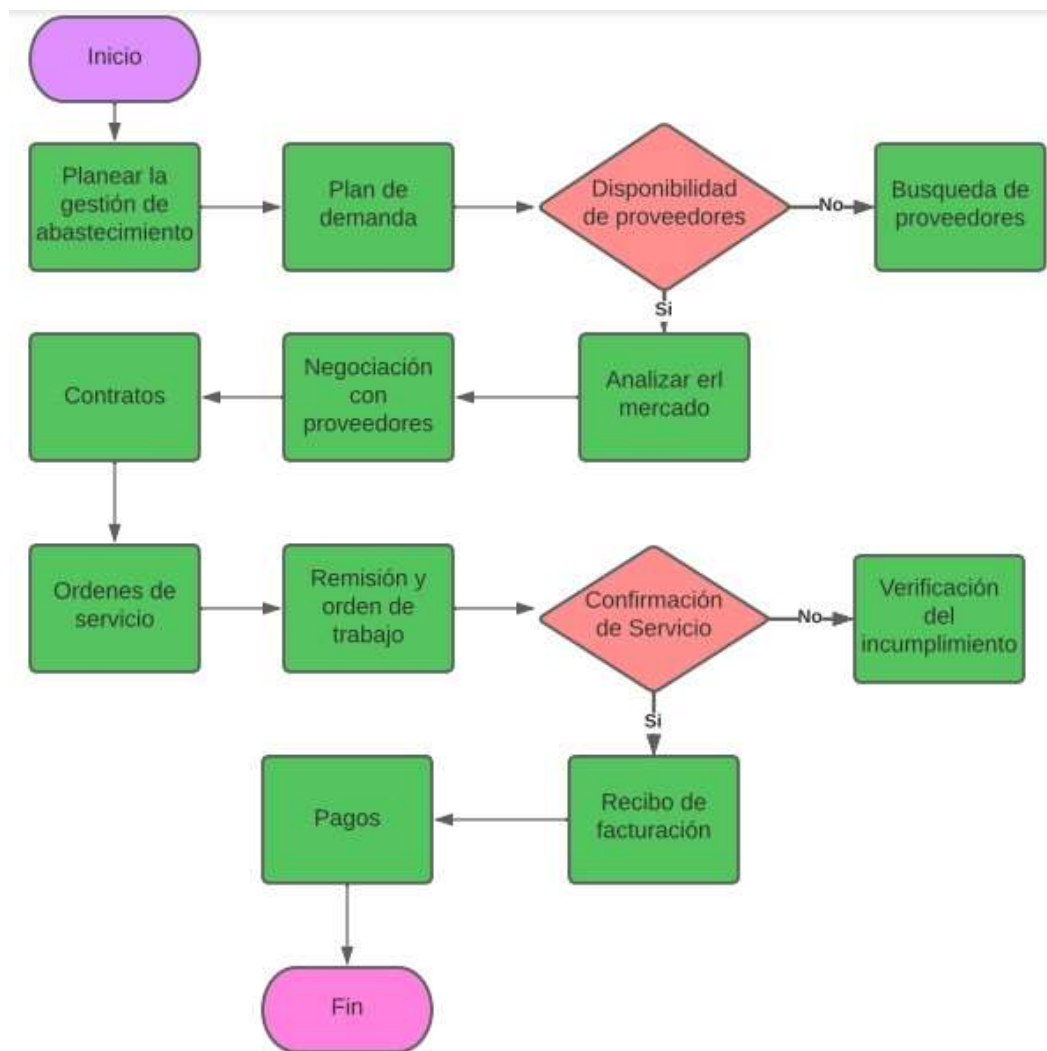 Inicio
Planear la
gestión de
abastecimiento
Plan de
demanda
Disponibilidad
de proveedores
No
Busqueda de
proveedores
Si
Contratos
Negociación
con
proveedores
Analizar erl
mercado
Ordenes de
servicio
Remisión y
orden de
trabajo
Confirmación
de Servicio
No
Verificación
del
incumplimiento
Si
Pagos
Recibo de
facturación
Fin